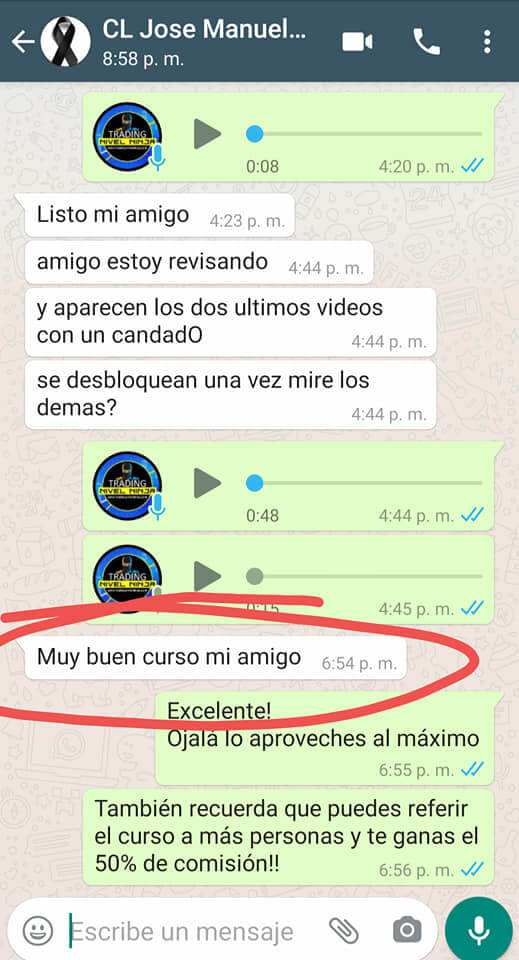 CL Jose Manuel...
8:58 p. m.
TRADING
NIVEL NINJA
0:08
4:20 p. m.
Listo mi amigo
4:23 p. m.
amigo estoy revisando
4:44 p. m.
y aparecen los dos ultimos videos
con un candadO
4:44 p. m.
se desbloquean una vez mire los
demas?
4:44 p. m.
TRADING
NIVEL NINJA
0:48
4:44 p. m.
TRADING
NIVEL NINJA
0:15
4:45 p. m.
Muy buen curso mi amigo
6:54 p. m.
Excelente!
Ojalá lo aproveches al máximo
6:55 p. m.
También recuerda que puedes referir
el curso a más personas y te ganas el
50% de comisión!!
6:56 p. m.
Escribe un mensaje